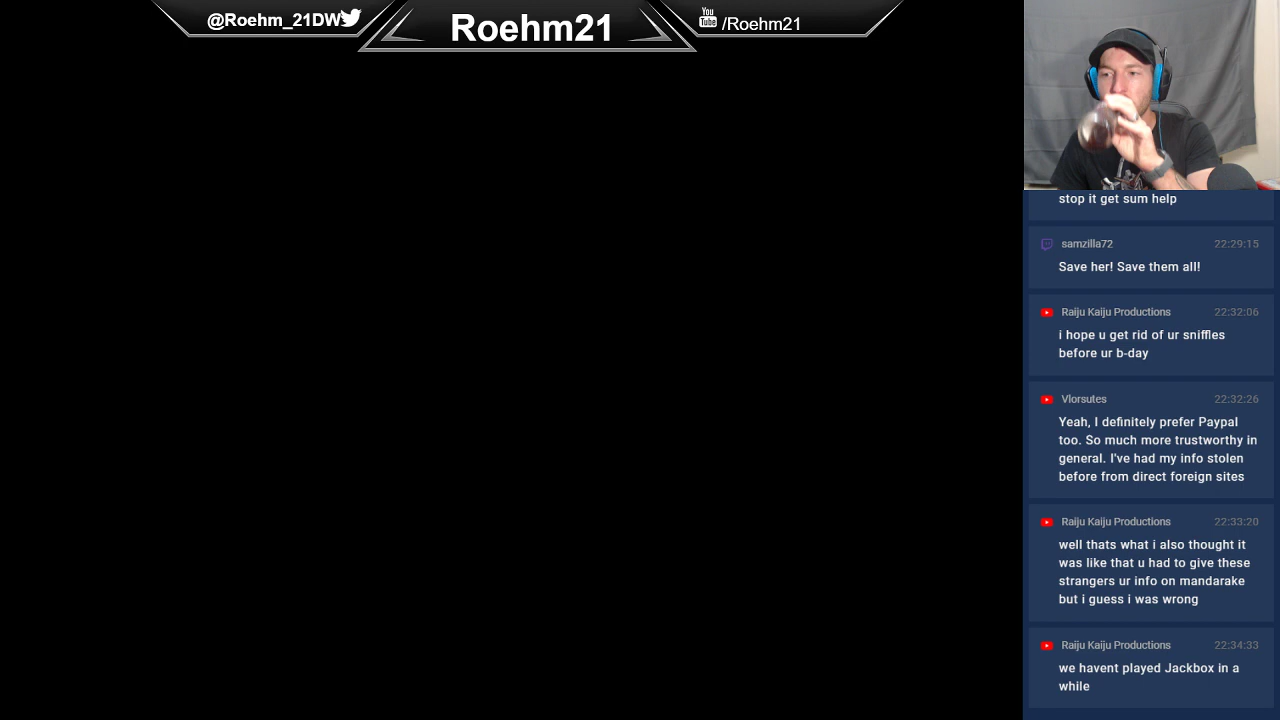 @Roehm_21DW
Roehm21
You Tube /Roehm21
stop it get sum help
samzilla72 22:29:15
Save her! Save them all!
Raiju Kaiju Productions 22:32:06
i hope u get rid of ur sniffles
before ur b-day
Vlorsutes 22:32:26
Yeah, I definitely prefer Paypal
too. So much more trustworthy in
general. I've had my info stolen
before from direct foreign sites
Raiju Kaiju Productions 22:33:20
well thats what i also thought it
was like that u had to give these
strangers ur info on mandarake
but i guess i was wrong
Raiju Kaiju Productions 22:34:33
we havent played Jackbox in a
while